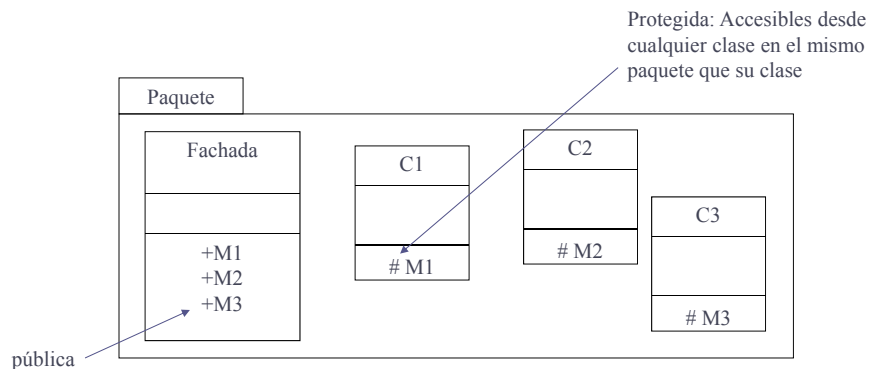 Protegida: Accesibles desde
cualquier clase en el mismo
paquete que su clase
Paquete
Fachada
C1
C2
C3
+M1
+M2
+M3
# M1
# M2
# M3
pública